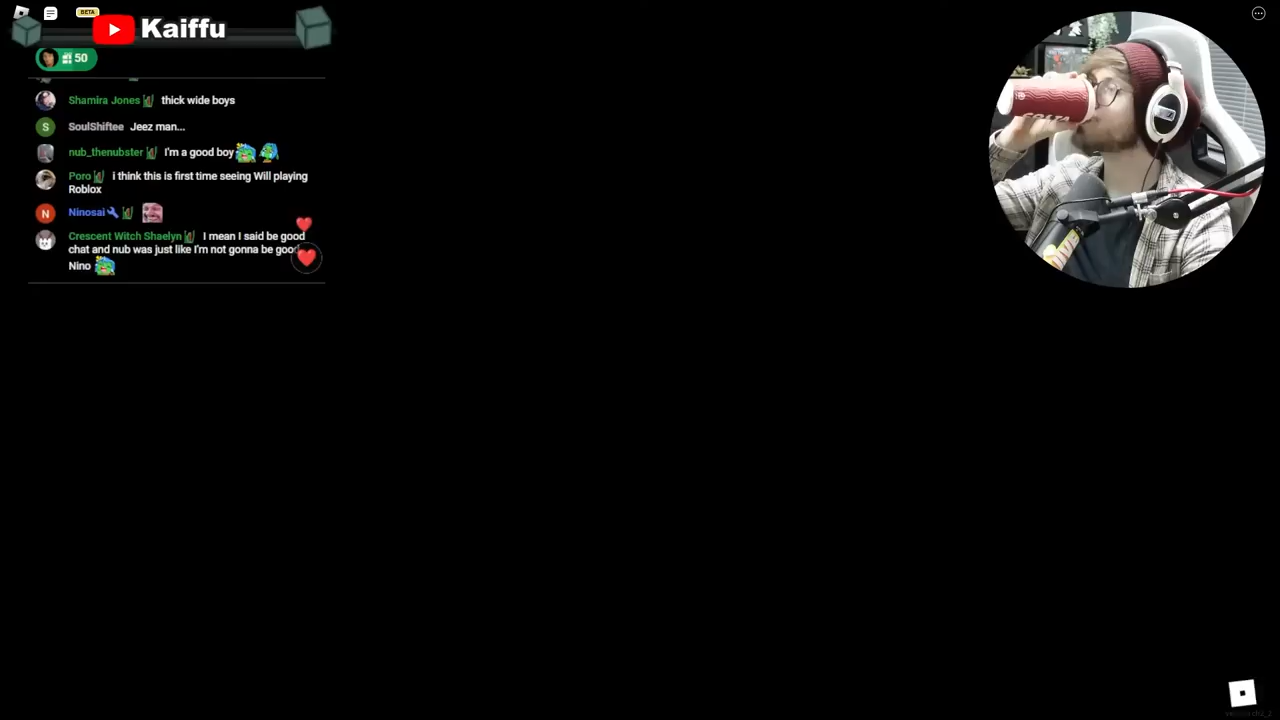 BETA
Kaiffu
50
Shamira Jones thick wide boys
S SoulShiftee Jeez man...
nub_thenubster I'm a good boy
Poro i think this is first time seeing Will playing
Roblox
N Ninosai
Crescent Witch Shaelyn I mean I said be good
chat and nub was just like I'm not gonna be good
Nino
COSTA